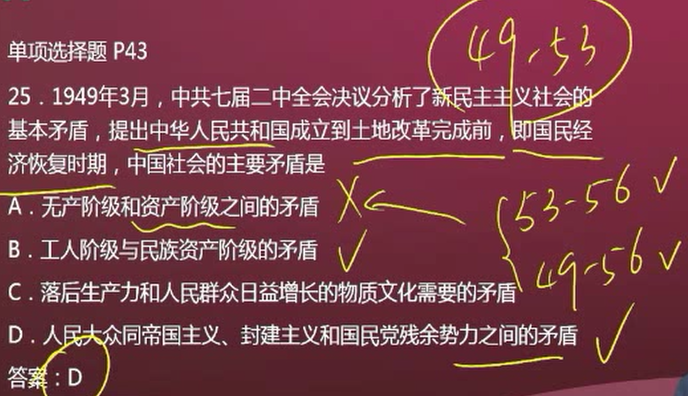 49-53
单项选择题 P43
25．1949年3月，中共七届二中全会决议分析了新民主主义社会的
基本矛盾，提出中华人民共和国成立到土地改革完成前，即国民经
济恢复时期，中国社会的主要矛盾是
A．无产阶级和资产阶级之间的矛盾
53-56
B．工人阶级与民族资产阶级的矛盾
49-56
C．落后生产力和人民群众日益增长的物质文化需要的矛盾
D．人民大众同帝国主义、封建主义和国民党残余势力之间的矛盾
答案：D